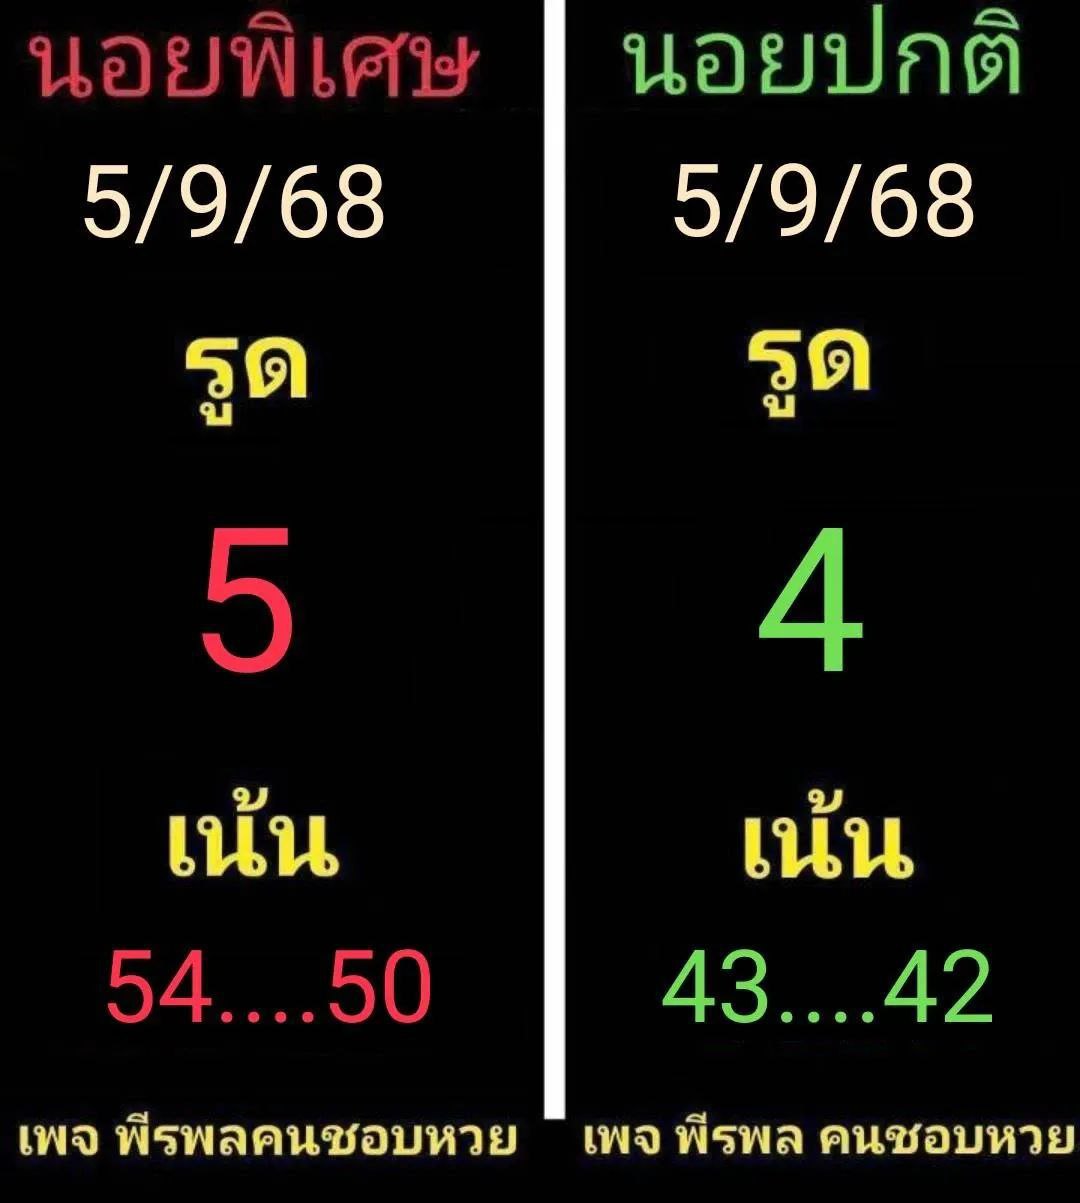 นอยพิเศษ
5/9/68
รูด
5
เน้น
54....50
เพจ พีรพลคนชอบหวย
นอยปกติ
5/9/68
รูด
4
เน้น
43....42
เพจ พีรพล คนชอบหวย